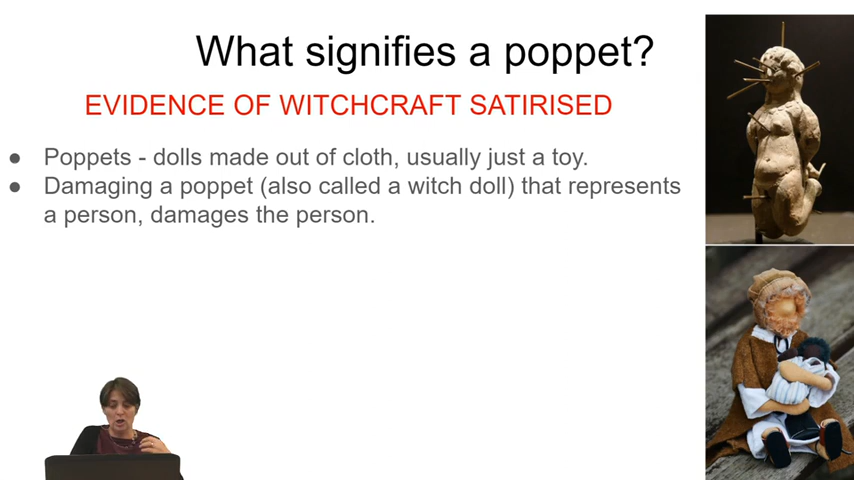 What signifies a poppet?
EVIDENCE OF WITCHCRAFT SATIRISED
● Poppets - dolls made out of cloth, usually just a toy.
● Damaging a poppet (also called a witch doll) that represents
a person, damages the person.